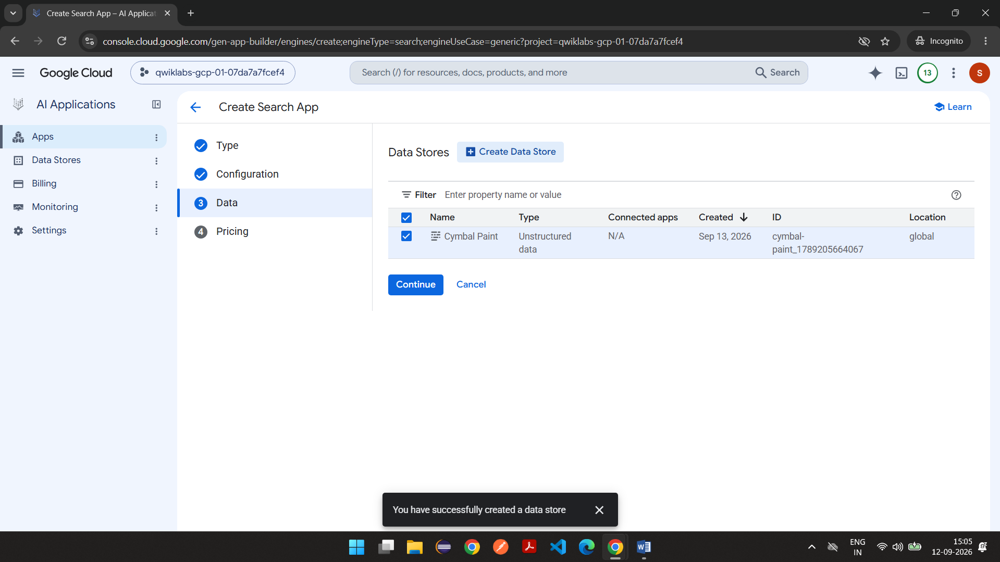 Create Search App – AI Applicat
console.cloud.google.com/gen-app-builder/engines/create;engineType=search;engineUseCase=generic?project=qwiklabs-gcp-01-07da7a7fcef4
Incognito
Google Cloud
qwiklabs-gcp-01-07da7a7fcef4
Search (/) for resources, docs, products, and more
Search
13
S
AI Applications
Create Search App
Learn
Apps
Data Stores
Billing
Monitoring
Settings
Type
Configuration
3 Data
4 Pricing
Data Stores
Create Data Store
Filter Enter property name or value
Name Type Connected apps Created ID Location
Cymbal Paint Unstructured data N/A Sep 13, 2026 cymbal-paint_1789205664067 global
Continue
Cancel
You have successfully created a data store
ENG
IN
15:05
12-09-2026